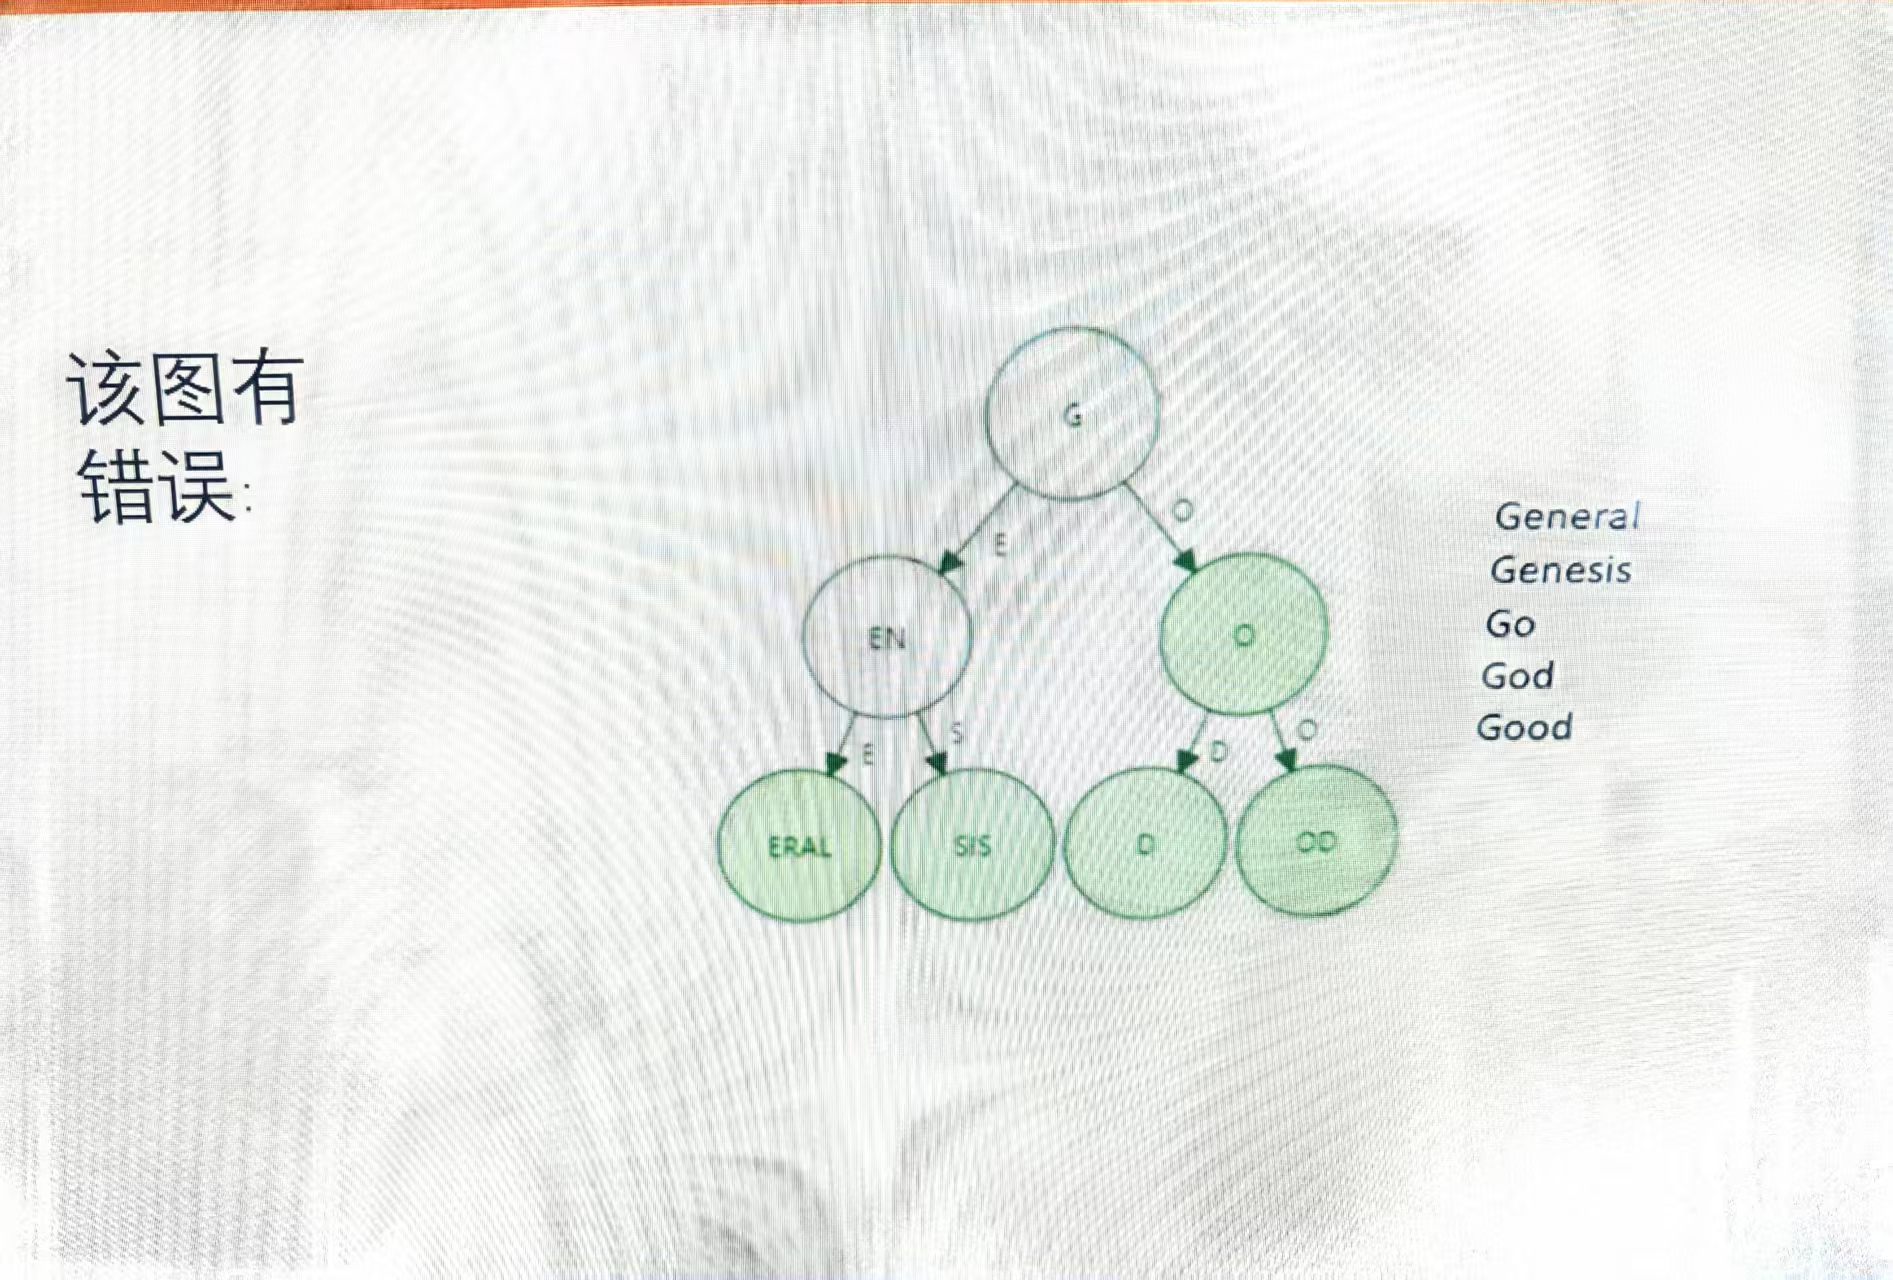 该图有
错误:
G
E
O
EN
O
E
S
D
O
ERAL
SIS
D
OD
General
Genesis
Go
God
Good